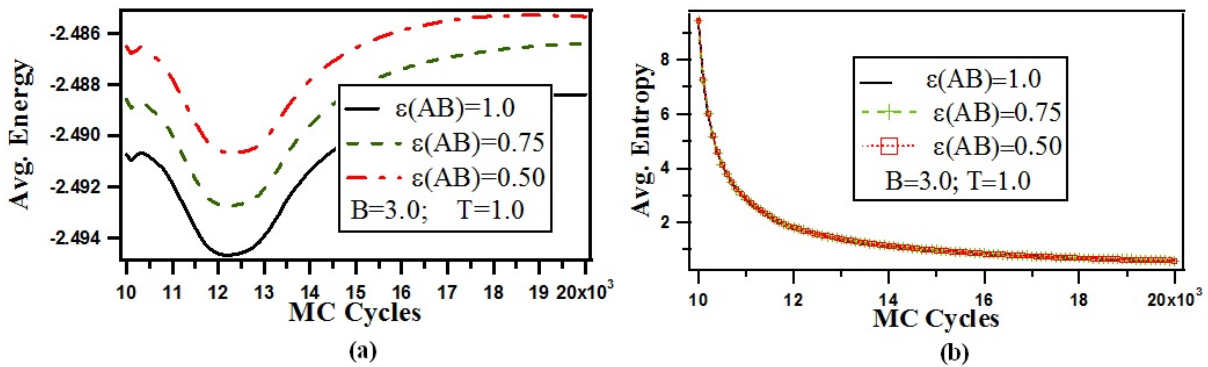 Avg. Energy
-2.486
-2.488
-2.490
-2.492
-2.494
ε(AB)=1.0
ε(AB)=0.75
ε(AB)=0.50
B=3.0; T=1.0
10 11 12 13 14 15 16 17 18 19 20x10³
MC Cycles
(a)
Avg. Entropy
8
6
4
2
ε(AB)=1.0
ε(AB)=0.75
ε(AB)=0.50
B=3.0; T=1.0
10 12 14 16 18 20x10³
MC Cycles
(b)